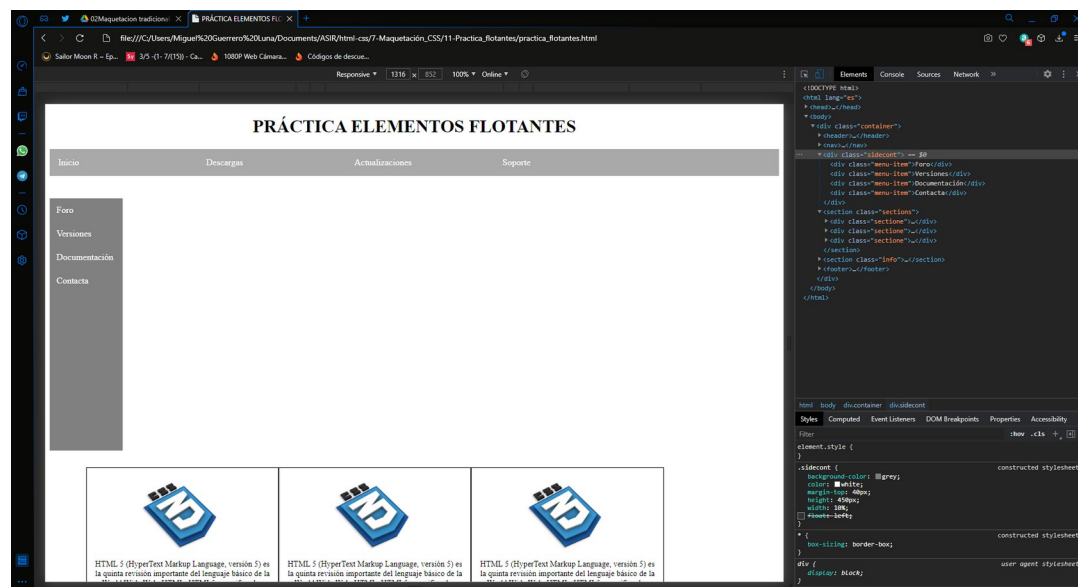 02Maquetacion tradicional
PRÁCTICA ELEMENTOS FLO
file:///C:/Users/Miguel%20Guerrero%20Luna/Documents/ASIR/html-css/7-Maquetación_CSS/11-Practica_flotantes/practica_flotantes.html
Sailor Moon R – Ep... 3/5 -(1- 7/(15)) - Ca... 1080P Web Cámara... Códigos de descue...
Responsive ▼ 1316 x 852 100% ▼ Online ▼
PRÁCTICA ELEMENTOS FLOTANTES
Inicio Descargas Actualizaciones Soporte
Foro
Versiones
Documentación
Contacta
HTML 5 (HyperText Markup Language, versión 5) es
la quinta revisión importante del lenguaje básico de la
HTML 5 (HyperText Markup Language, versión 5) es
la quinta revisión importante del lenguaje básico de la
HTML 5 (HyperText Markup Language, versión 5) es
la quinta revisión importante del lenguaje básico de la
Elements Console Sources Network »
<!DOCTYPE html>
<html lang="es">
▶<head>…</head>
▼<body>
▼<div class="container">
▶<header>…</header>
▶<nav>…</nav>
▼<div class="sidecont"> == $0
<div class="menu-item">Foro</div>
<div class="menu-item">Versiones</div>
<div class="menu-item">Documentación</div>
<div class="menu-item">Contacta</div>
</div>
▼<section class="sections">
▶<div class="sectione">…</div>
▶<div class="sectione">…</div>
▶<div class="sectione">…</div>
</section>
▶<section class="info">…</section>
▶<footer>…</footer>
</div>
</body>
</html>
html body div.container div.sidecont
Styles Computed Event Listeners DOM Breakpoints Properties Accessibility
Filter :hov .cls +
element.style {
}
.sidecont { constructed stylesheet
background-color: grey;
color: white;
margin-top: 40px;
height: 450px;
width: 10%;
float: left;
}
* { constructed stylesheet
box-sizing: border-box;
}
div { user agent stylesheet
display: block;
}